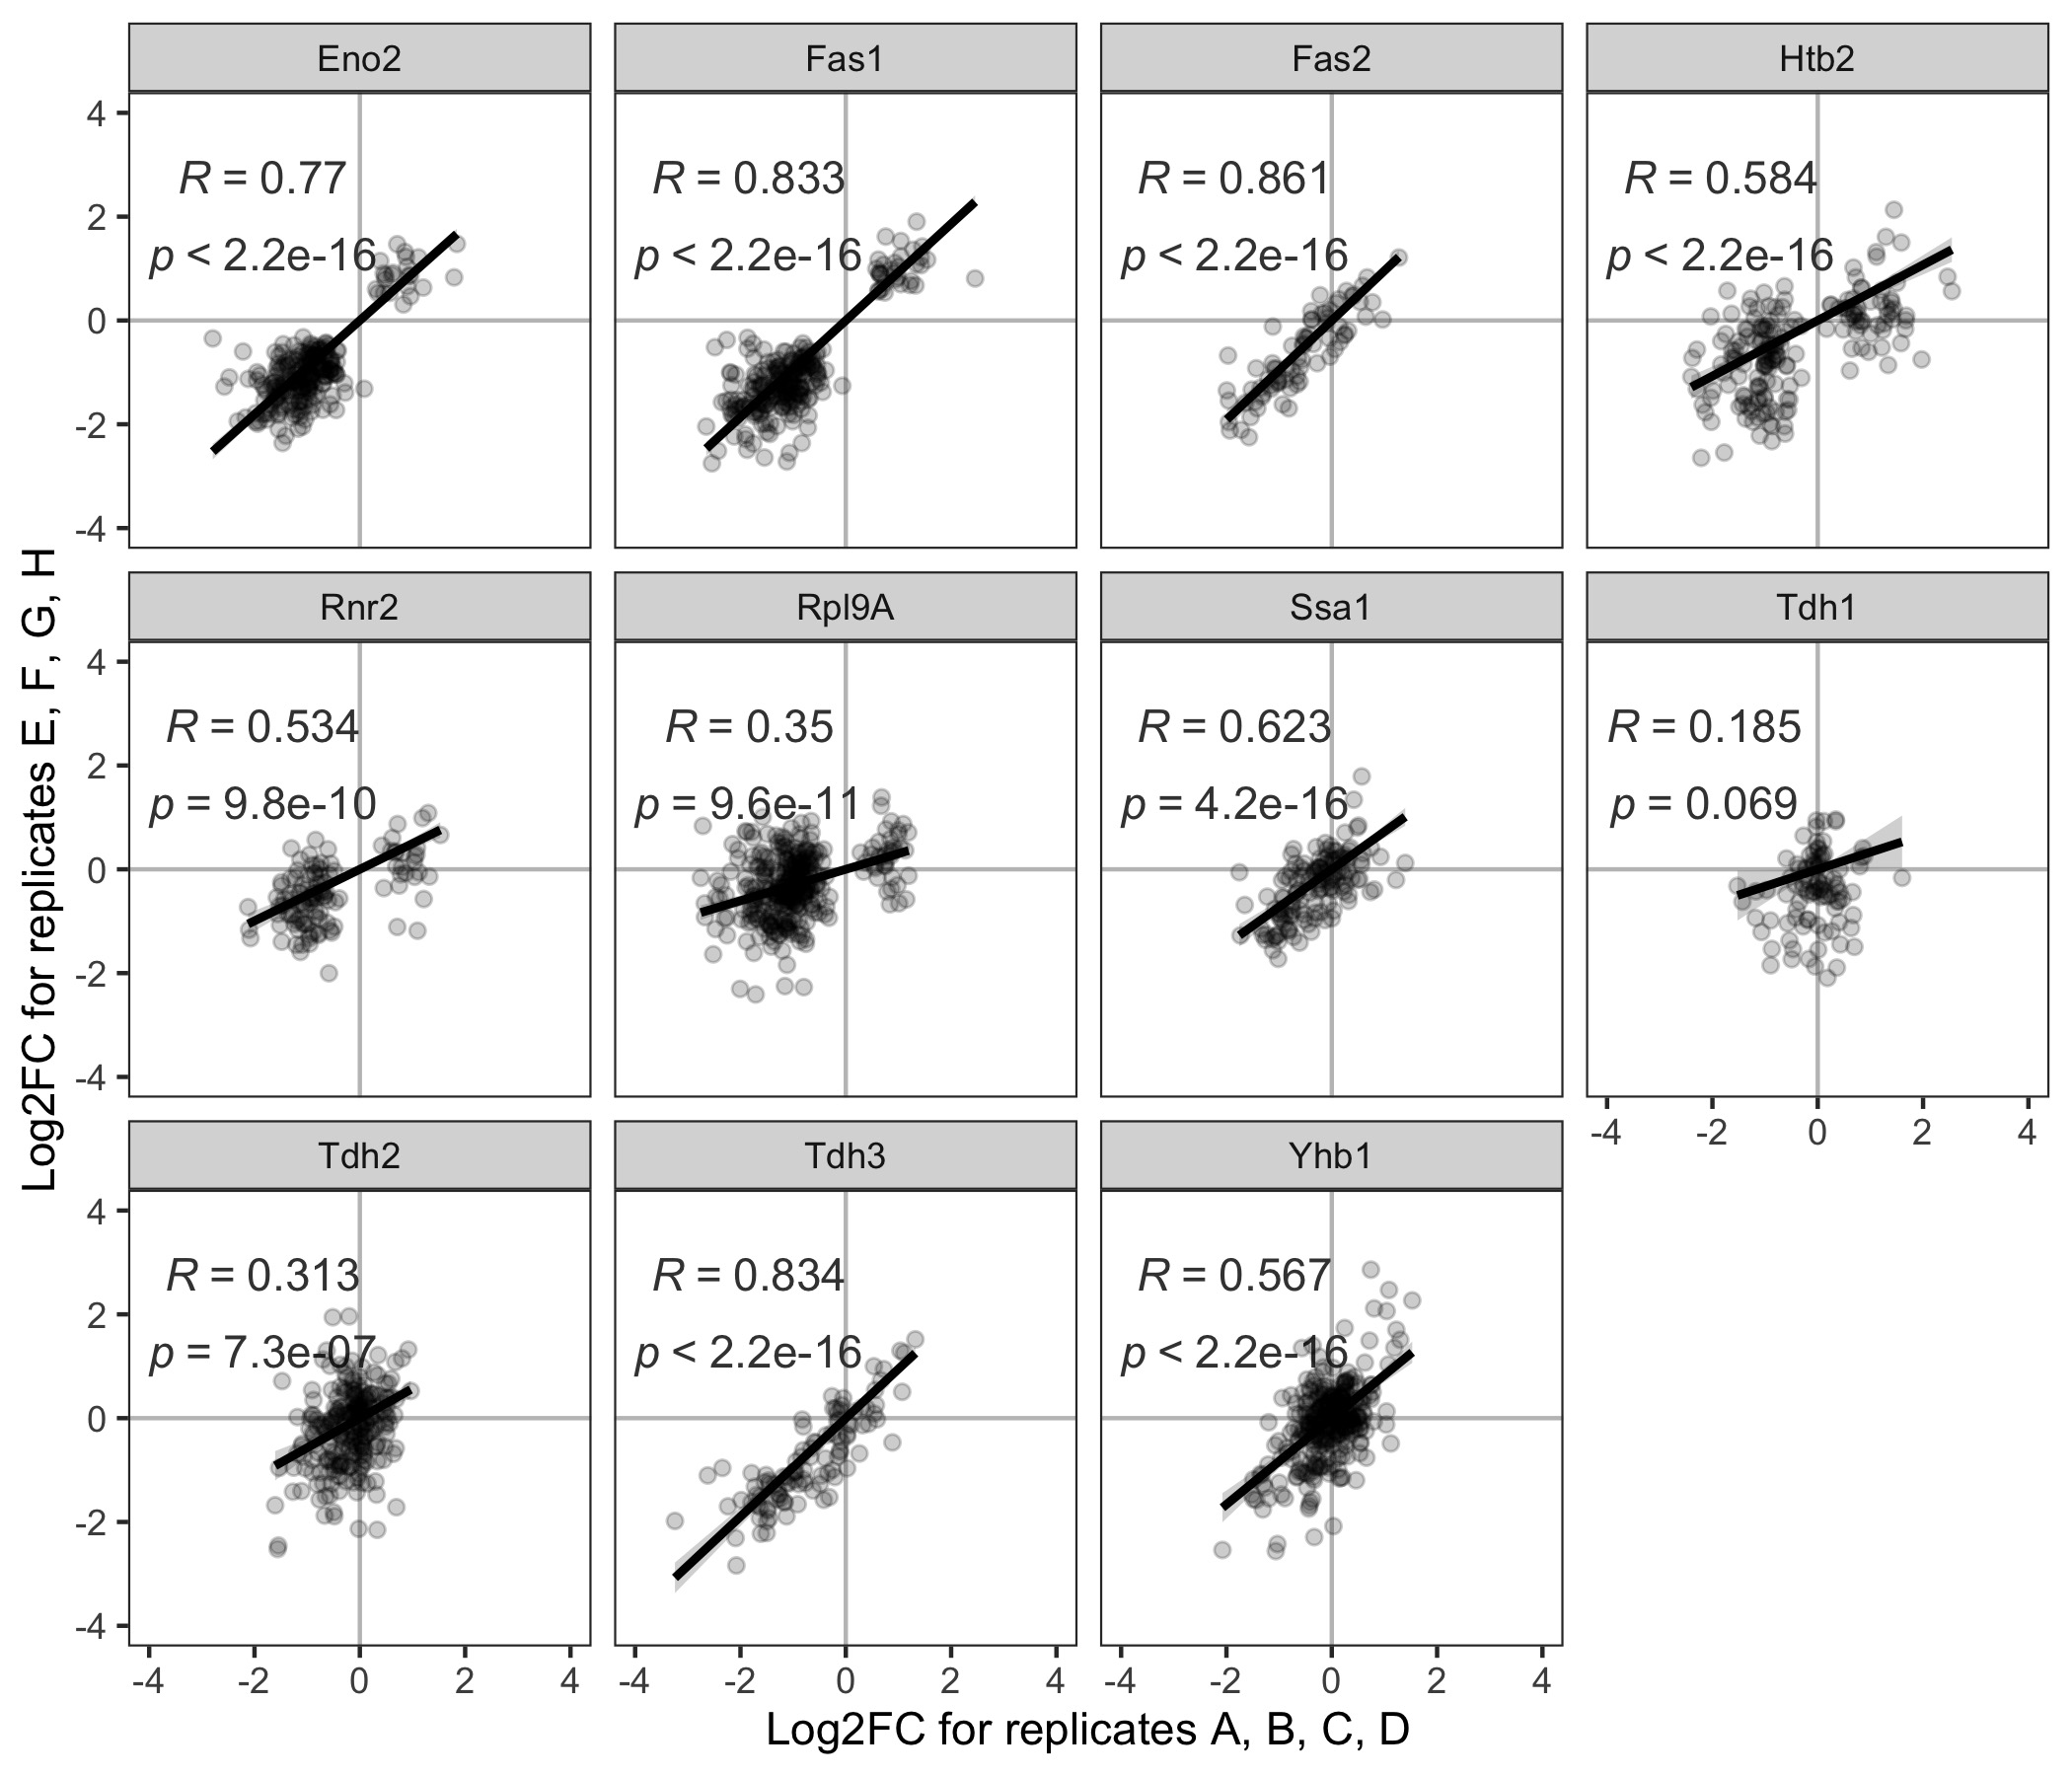 Eno2
Fas1
Fas2
Htb2
4
2
0
-2
-4
R = 0.77
p < 2.2e-16
R = 0.833
p < 2.2e-16
R = 0.861
p < 2.2e-16
R = 0.584
p < 2.2e-16
Rnr2
Rpl9A
Ssa1
Tdh1
4
2
0
-2
-4
R = 0.534
p = 9.8e-10
R = 0.35
p = 9.6e-11
R = 0.623
p = 4.2e-16
R = 0.185
p = 0.069
-4 -2 0 2 4
Tdh2
Tdh3
Yhb1
4
2
0
-2
-4
R = 0.313
p = 7.3e-07
R = 0.834
p < 2.2e-16
R = 0.567
p < 2.2e-16
-4 -2 0 2 4
-4 -2 0 2 4
-4 -2 0 2 4
Log2FC for replicates E, F, G, H
Log2FC for replicates A, B, C, D